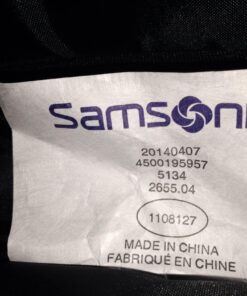 Samson
20140407
4500195957
5134
2655.04
1108127
MADE IN CHINA
FABRIQUÉ EN CHINE